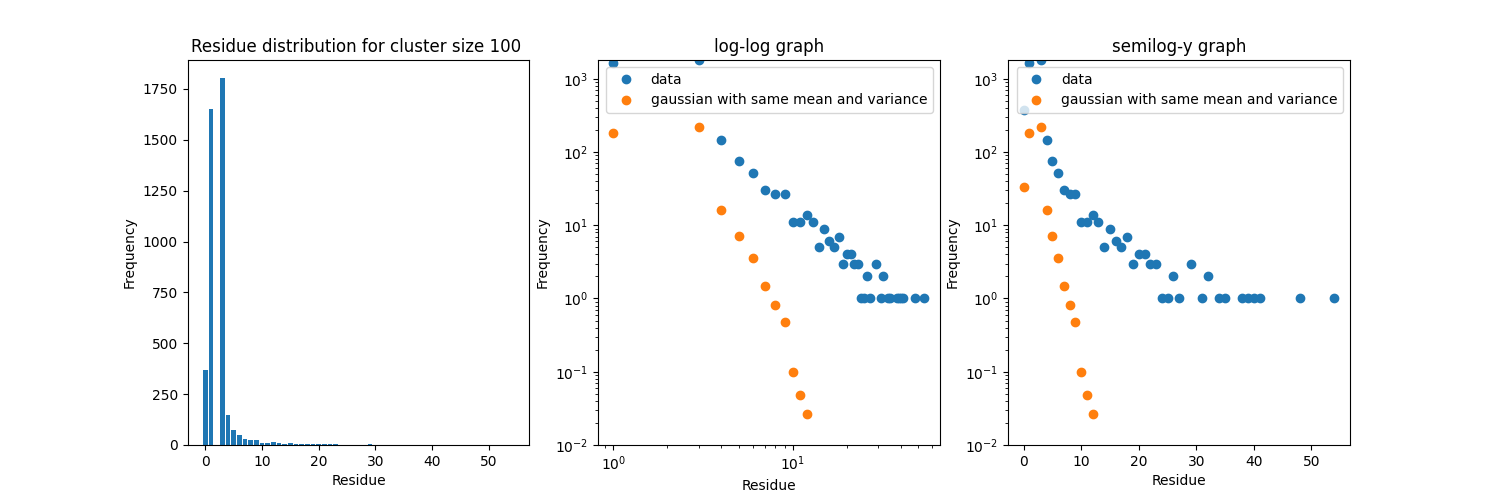 Residue distribution for cluster size 100
Frequency
1750
1500
1250
1000
750
500
250
0
0 10 20 30 40 50
Residue
log-log graph
data
gaussian with same mean and variance
Frequency
10³
10²
10¹
10⁰
10⁻¹
10⁻²
10⁰ 10¹
Residue
semilog-y graph
data
gaussian with same mean and variance
Frequency
10³
10²
10¹
10⁰
10⁻¹
10⁻²
0 10 20 30 40 50
Residue